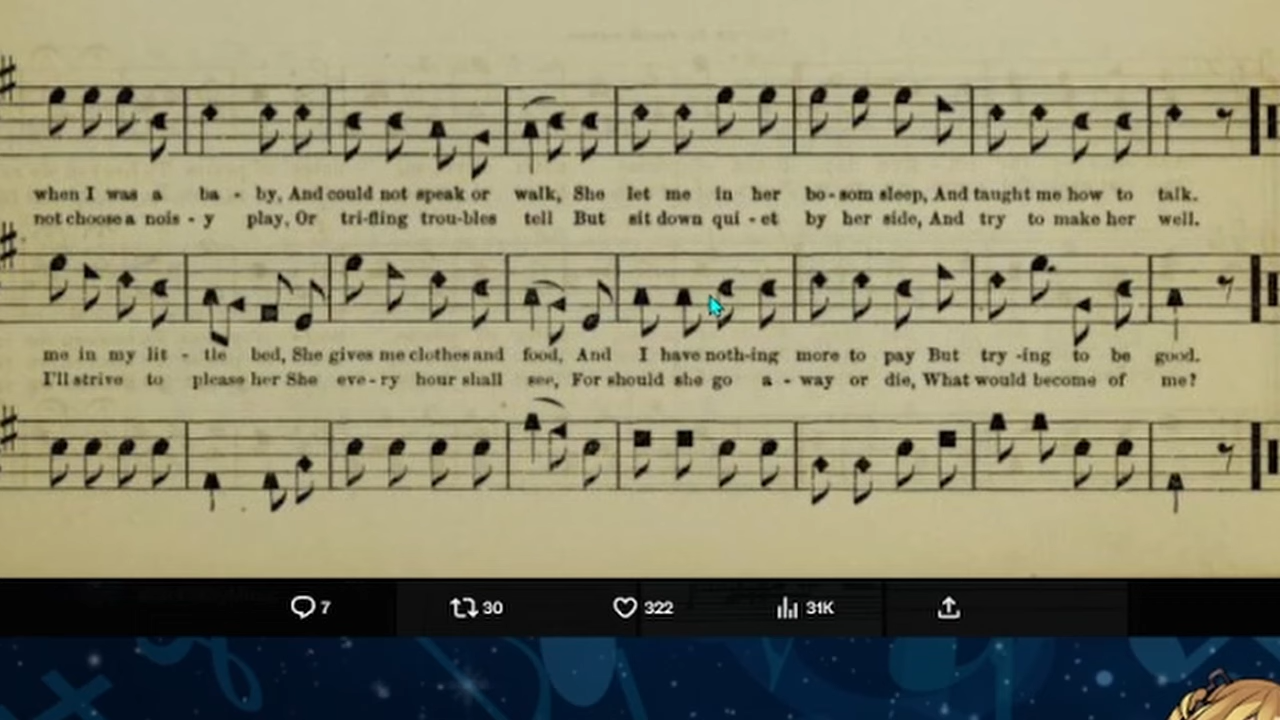 when I was a ba - by, And could not speak or walk, She let me in her bo - som sleep, And taught me how to talk.
not choose a nois - y play, Or tri - fling trou - bles tell But sit down qui - et by her side, And try to make her well.
me in my lit - tle bed, She gives me clothes and food, And I have noth - ing more to pay But try - ing to be good.
I'll strive to please her She eve - ry hour shall see, For should she go a - way or die, What would become of me?
7 30 322 31K